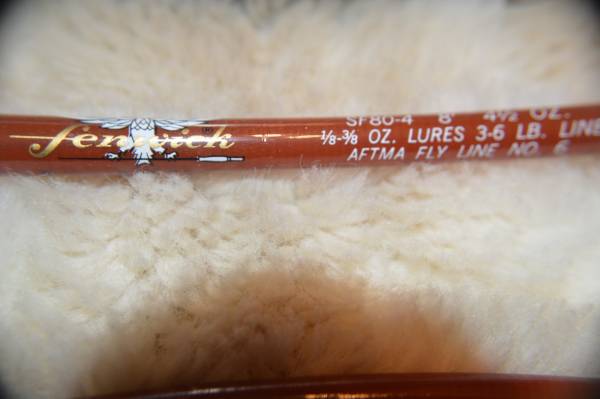 fenwick
SF80-4 8' 4½ OZ.
⅛-⅜ OZ. LURES 3-6 LB. LINE
AFTMA FLY LINE NO. 6